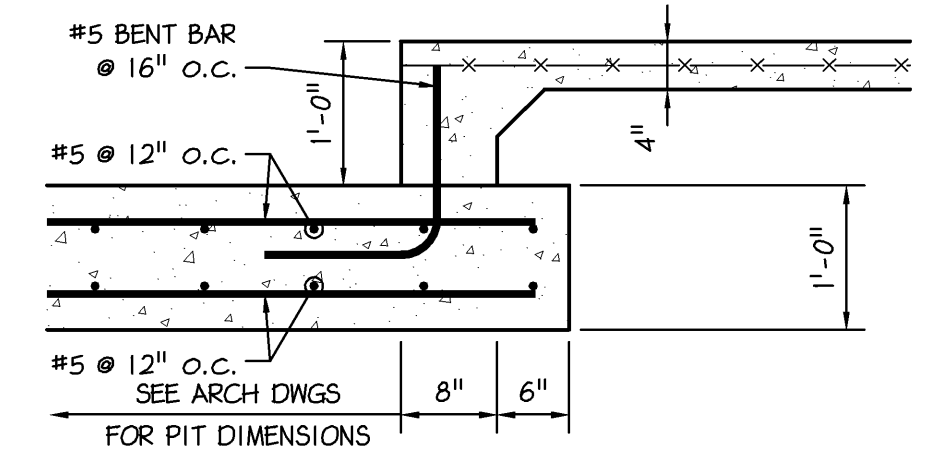 #5 BENT BAR
@ 16" O.C.
1'-0"
4"
#5 @ 12" O.C.
1'-0"
#5 @ 12" O.C.
SEE ARCH DWGS
FOR PIT DIMENSIONS
8"
6"